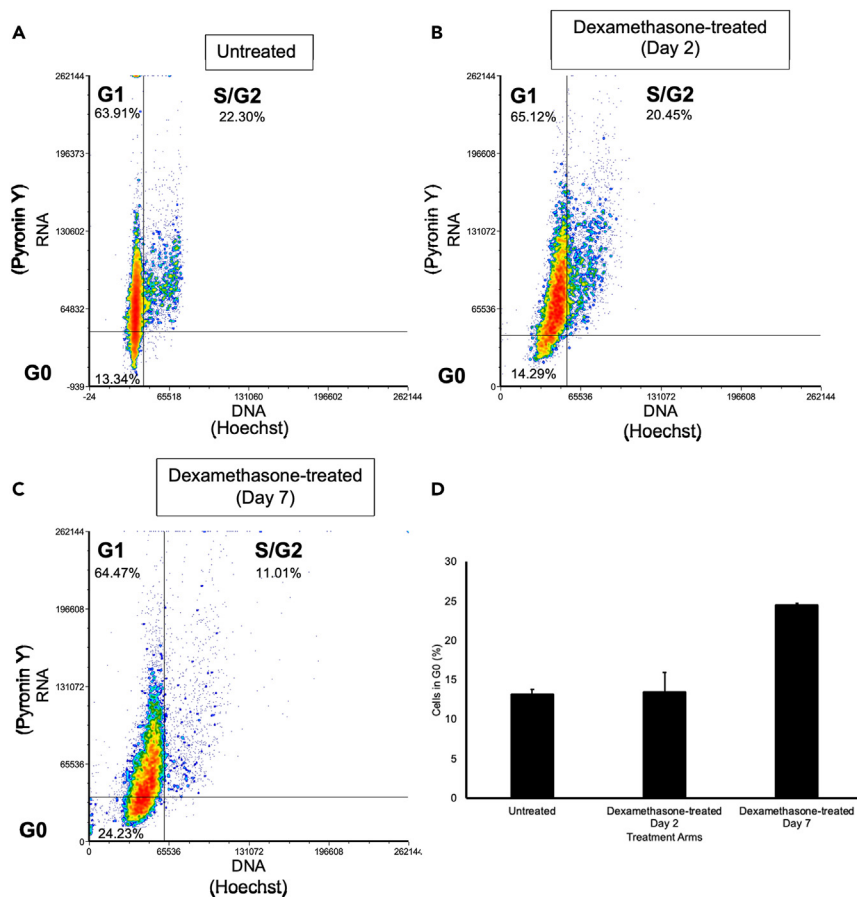 A
Untreated
262144
196373
130602
64832
-939
(Pyronin Y)
RNA
G1
63.91%
S/G2
22.30%
G0
13.34%
-24
65518
131060
196602
262144
DNA
(Hoechst)
B
Dexamethasone-treated
(Day 2)
262144
196608
131072
65536
0
(Pyronin Y)
RNA
G1
65.12%
S/G2
20.45%
G0
14.29%
0
65536
131072
196608
262144
DNA
(Hoechst)
C
Dexamethasone-treated
(Day 7)
262144
196608
131072
65536
0
(Pyronin Y)
RNA
G1
64.47%
S/G2
11.01%
G0
24.23%
0
65536
131072
196608
262144
DNA
(Hoechst)
D
30
25
20
15
10
5
0
Cells in G0 (%)
Untreated
Dexamethasone-treated
Day 2
Dexamethasone-treated
Day 7
Treatment Arms